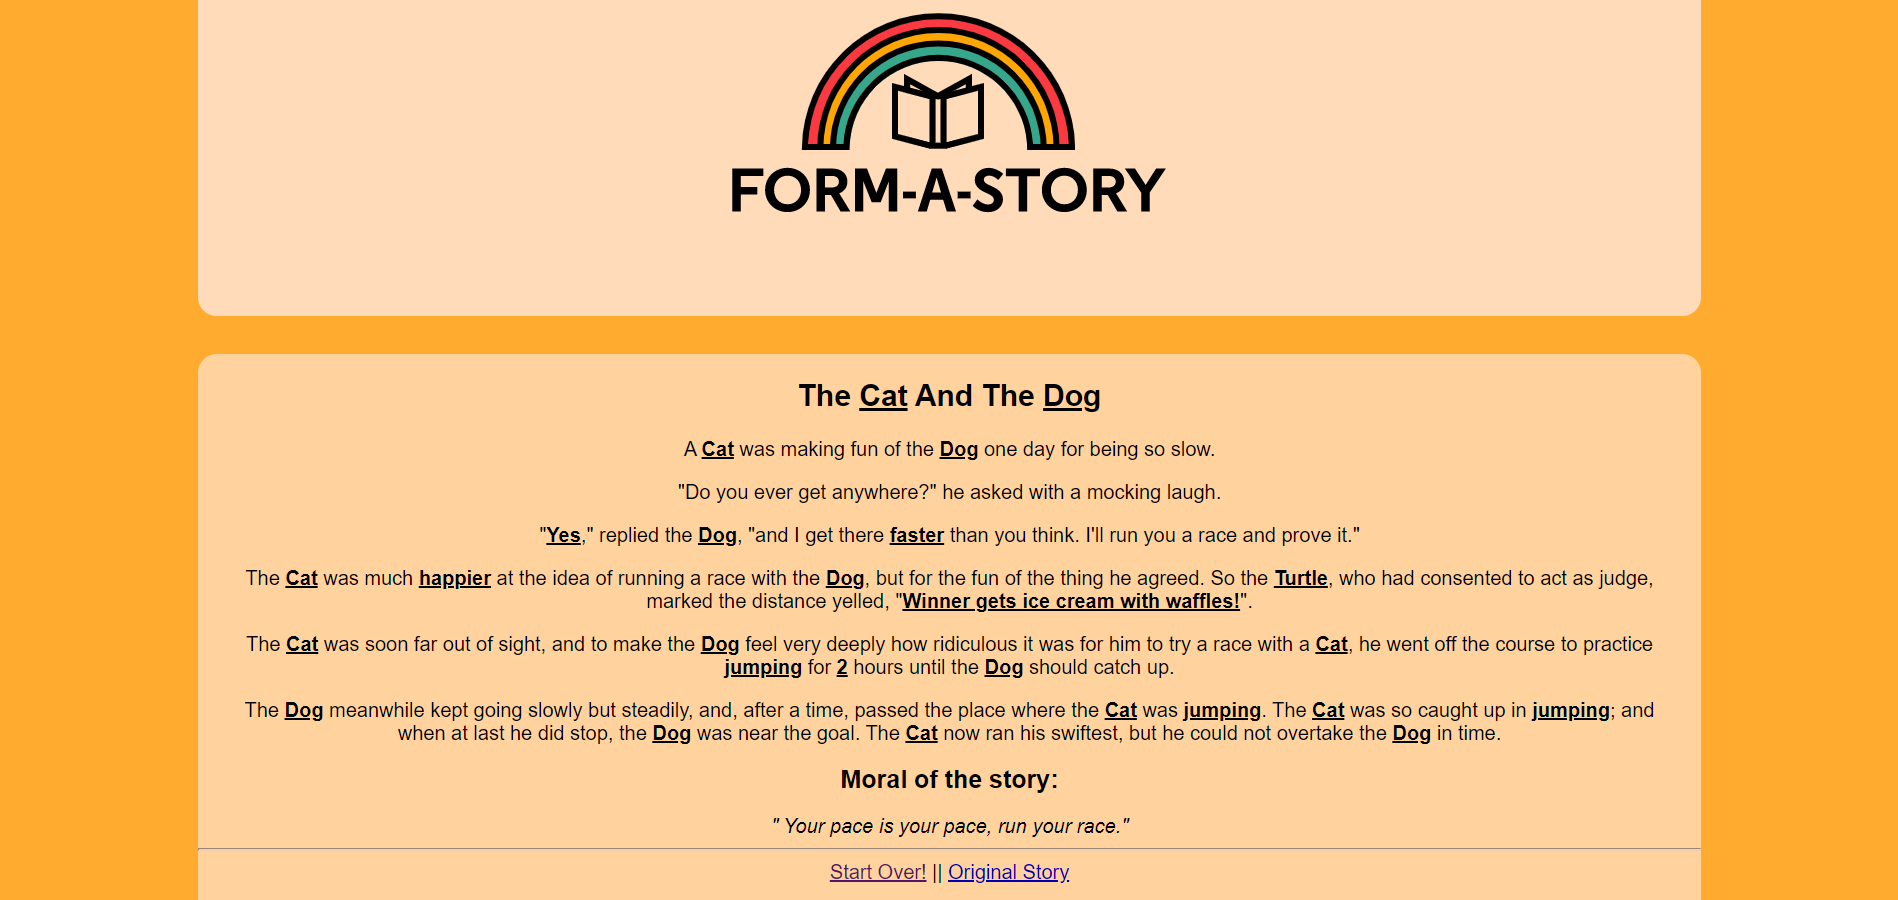 FORM-A-STORY
The Cat And The Dog
A Cat was making fun of the Dog one day for being so slow.
"Do you ever get anywhere?" he asked with a mocking laugh.
"Yes," replied the Dog, "and I get there faster than you think. I'll run you a race and prove it."
The Cat was much happier at the idea of running a race with the Dog, but for the fun of the thing he agreed. So the Turtle, who had consented to act as judge,
marked the distance yelled, "Winner gets ice cream with waffles!".
The Cat was soon far out of sight, and to make the Dog feel very deeply how ridiculous it was for him to try a race with a Cat, he went off the course to practice
jumping for 2 hours until the Dog should catch up.
The Dog meanwhile kept going slowly but steadily, and, after a time, passed the place where the Cat was jumping. The Cat was so caught up in jumping; and
when at last he did stop, the Dog was near the goal. The Cat now ran his swiftest, but he could not overtake the Dog in time.
Moral of the story:
" Your pace is your pace, run your race."
Start Over! || Original Story